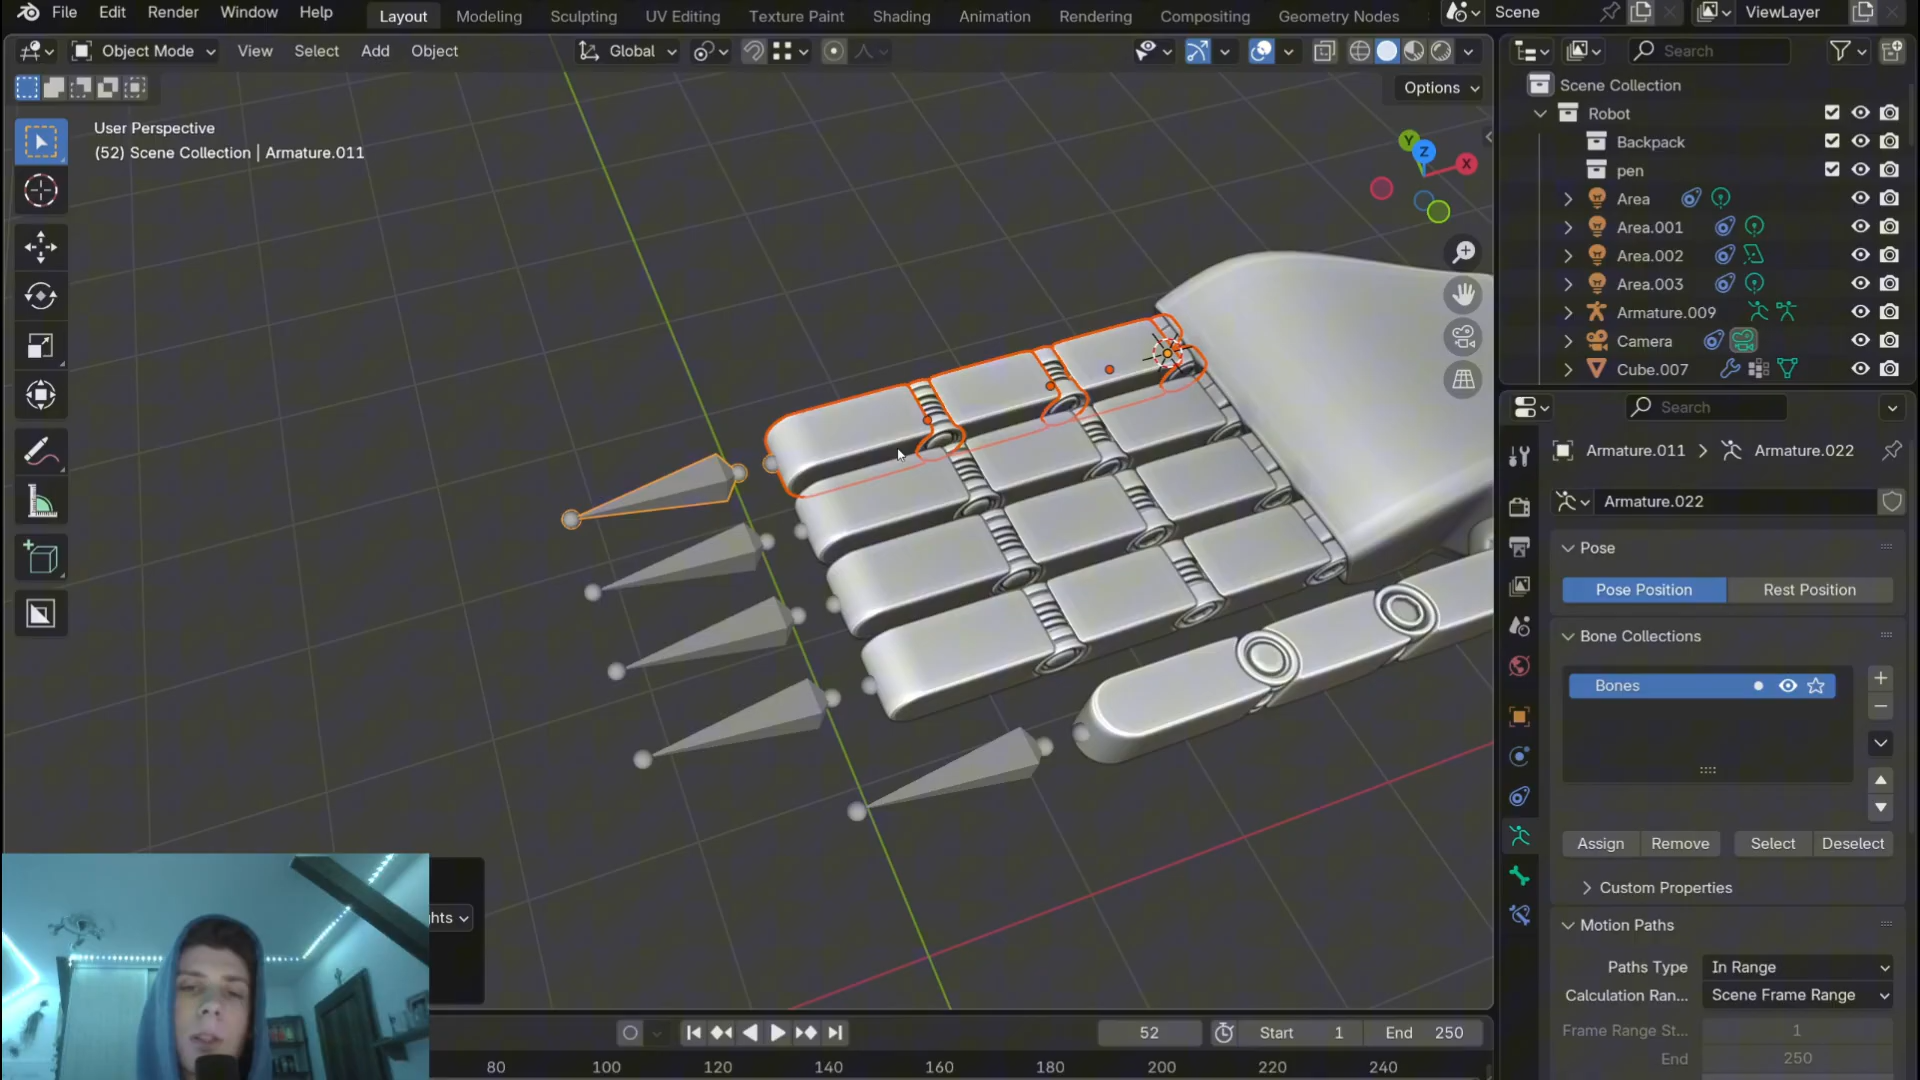 File Edit Render Window Help Layout Modeling Sculpting UV Editing Texture Paint Shading Animation Rendering Compositing Geometry Nodes Scene ViewLayer
Object Mode View Select Add Object Global Search
Options
User Perspective
(52) Scene Collection | Armature.011
Y
Z
X
Scene Collection
Robot
Backpack
pen
Area
Area.001
Area.002
Area.003
Armature.009
Camera
Cube.007
Search
Armature.011 > Armature.022
Armature.022
Pose
Pose Position Rest Position
Bone Collections
Bones
Assign Remove Select Deselect
Custom Properties
Motion Paths
Paths Type In Range
Calculation Ran... Scene Frame Range
Frame Range St... 1
End 250
hts
52 Start 1 End 250
80 100 120 140 160 180 200 220 240